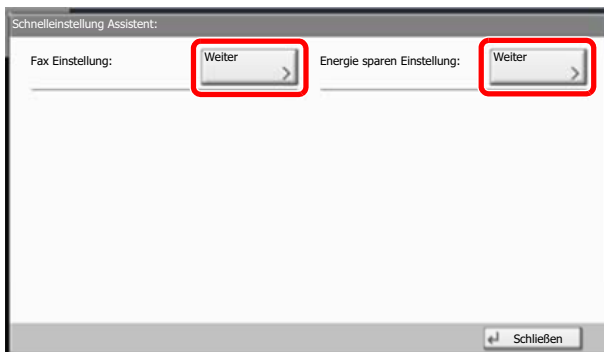 Schnelleinstellung Assistent:
Fax Einstellung:
Weiter
Energie sparen Einstellung:
Weiter
Schließen